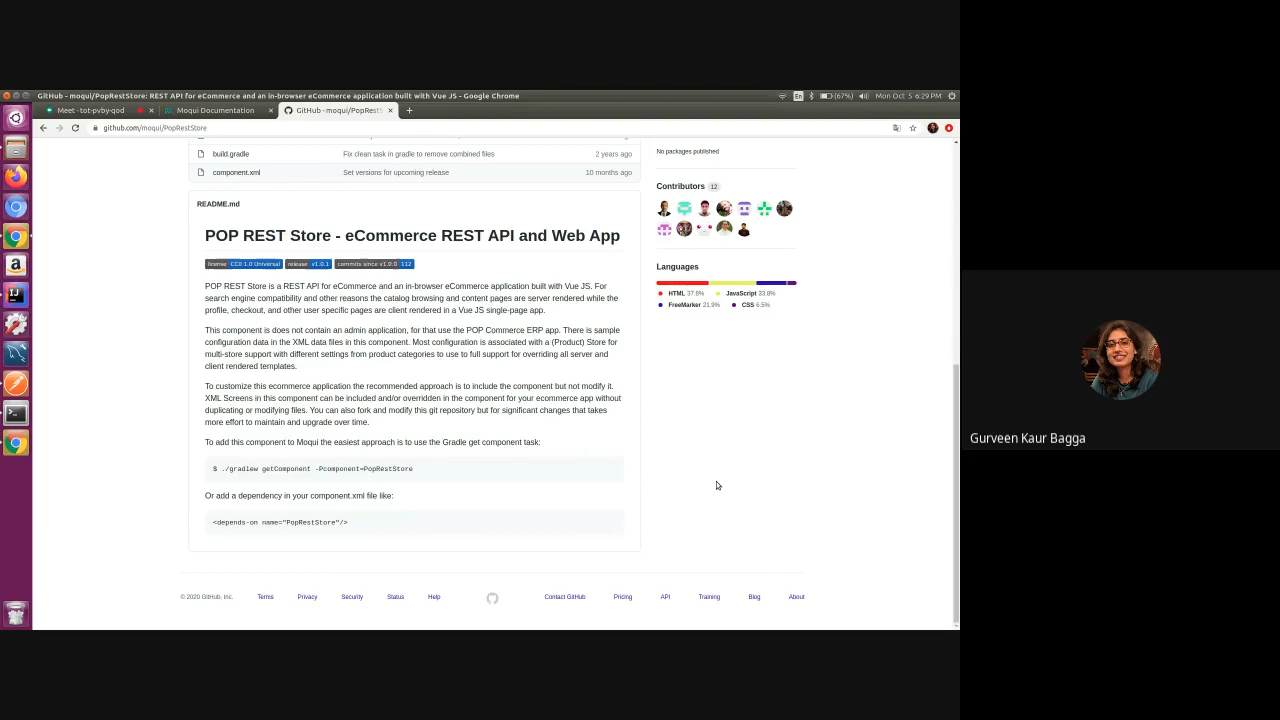 GitHub - moqui/PopRestStore: REST API for eCommerce and an in-browser eCommerce application built with Vue JS - Google Chrome
En
(67%)
Mon Oct 5 6:29 PM
Meet - tot-pvby-qod
Moqui Documentation
GitHub - moqui/PopRestS
github.com/moqui/PopRestStore
build.gradle
Fix clean task in gradle to remove combined files
2 years ago
component.xml
Set versions for upcoming release
10 months ago
README.md
POP REST Store - eCommerce REST API and Web App
license CC0 1.0 Universal release v1.0.1 commits since v1.0.0 112
POP REST Store is a REST API for eCommerce and an in-browser eCommerce application built with Vue JS. For
search engine compatibility and other reasons the catalog browsing and content pages are server rendered while the
profile, checkout, and other user specific pages are client rendered in a Vue JS single-page app.
This component is does not contain an admin application, for that use the POP Commerce ERP app. There is sample
configuration data in the XML data files in this component. Most configuration is associated with a (Product) Store for
multi-store support with different settings from product categories to use to full support for overriding all server and
client rendered templates.
To customize this ecommerce application the recommended approach is to include the component but not modify it.
XML Screens in this component can be included and/or overridden in the component for your ecommerce app without
duplicating or modifying files. You can also fork and modify this git repository but for significant changes that takes
more effort to maintain and upgrade over time.
To add this component to Moqui the easiest approach is to use the Gradle get component task:
$ ./gradlew getComponent -Pcomponent=PopRestStore
Or add a dependency in your component.xml file like:
<depends-on name="PopRestStore"/>
No packages published
Contributors 12
Languages
HTML 37.8%
JavaScript 33.8%
FreeMarker 21.9%
CSS 6.5%
© 2020 GitHub, Inc.
Terms
Privacy
Security
Status
Help
Contact GitHub
Pricing
API
Training
Blog
About
Gurveen Kaur Bagga